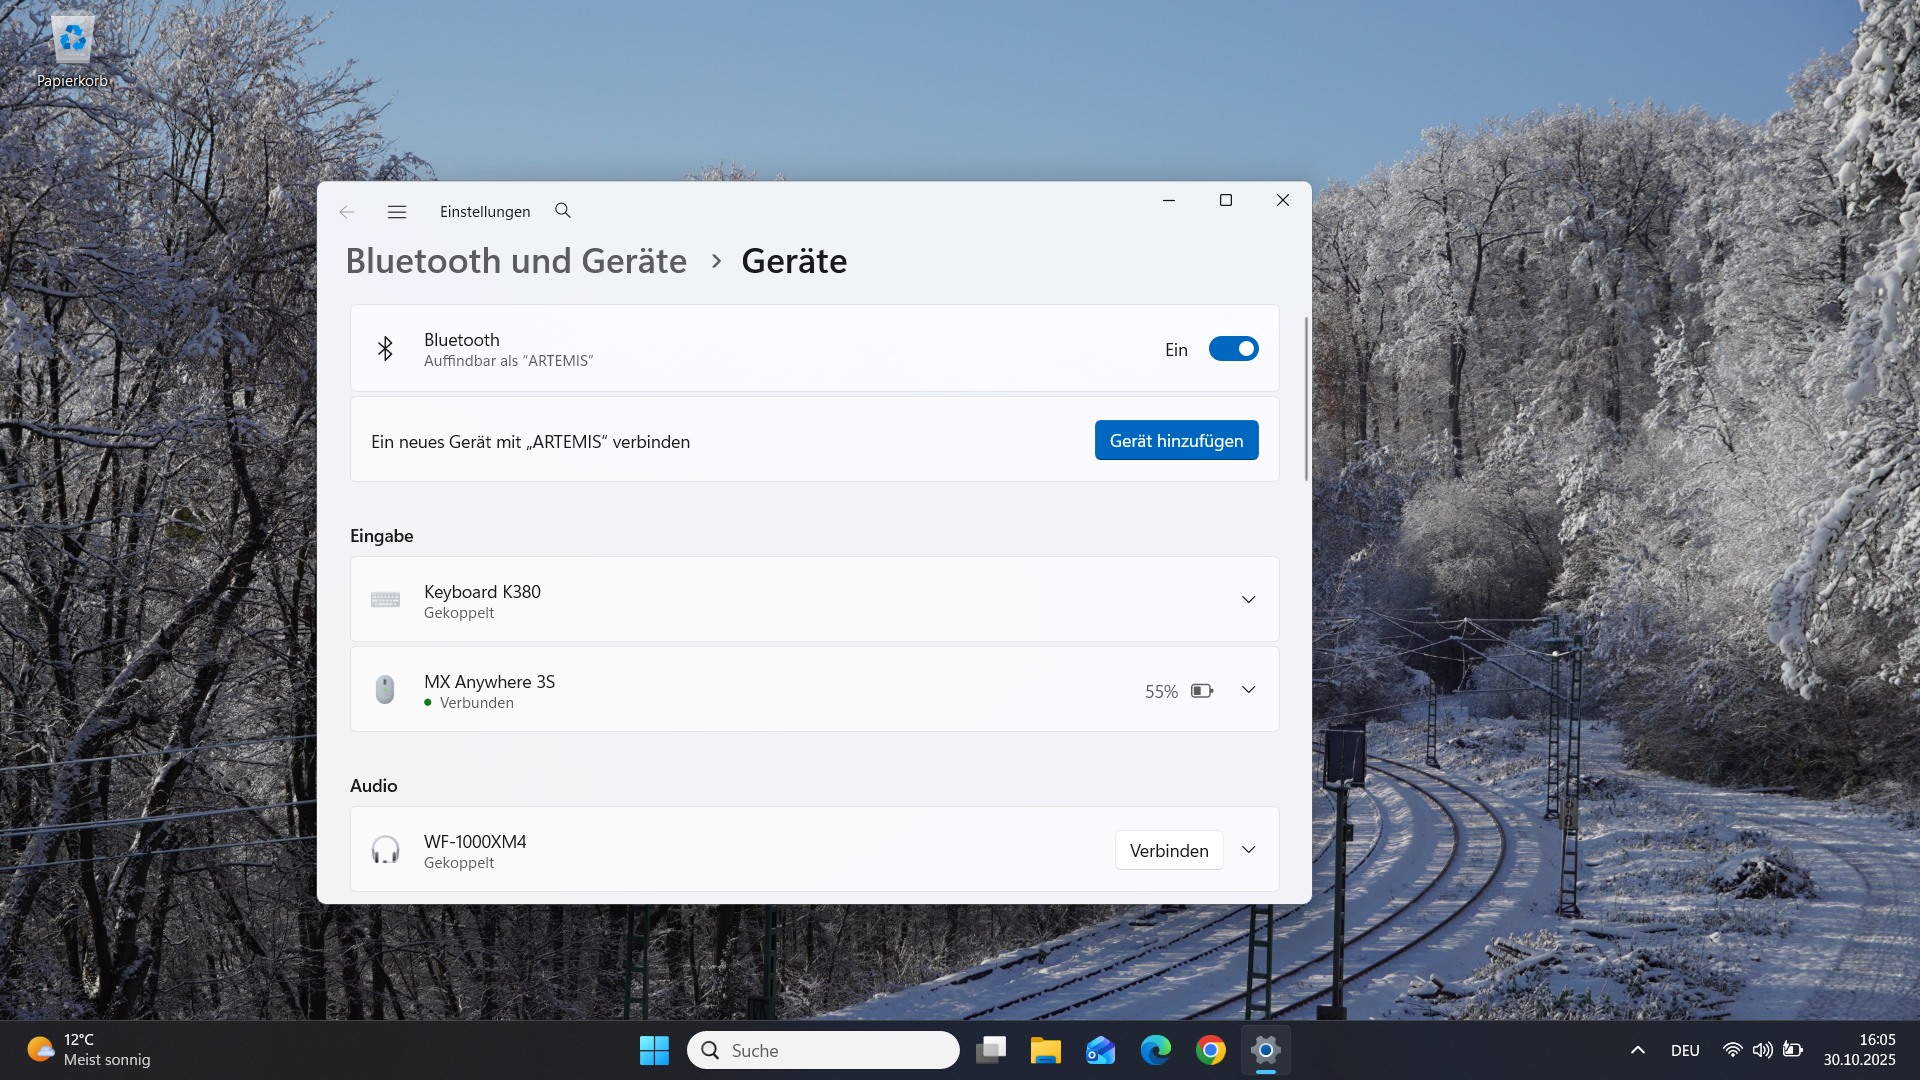 Papierkorb
Einstellungen
Bluetooth und Geräte › Geräte
Bluetooth
Auffindbar als “ARTEMIS”
Ein
Ein neues Gerät mit „ARTEMIS“ verbinden
Gerät hinzufügen
Eingabe
Keyboard K380
Gekoppelt
MX Anywhere 3S
Verbunden
55%
Audio
WF-1000XM4
Gekoppelt
Verbinden
12°C
Meist sonnig
Suche
DEU
16:05
30.10.2025